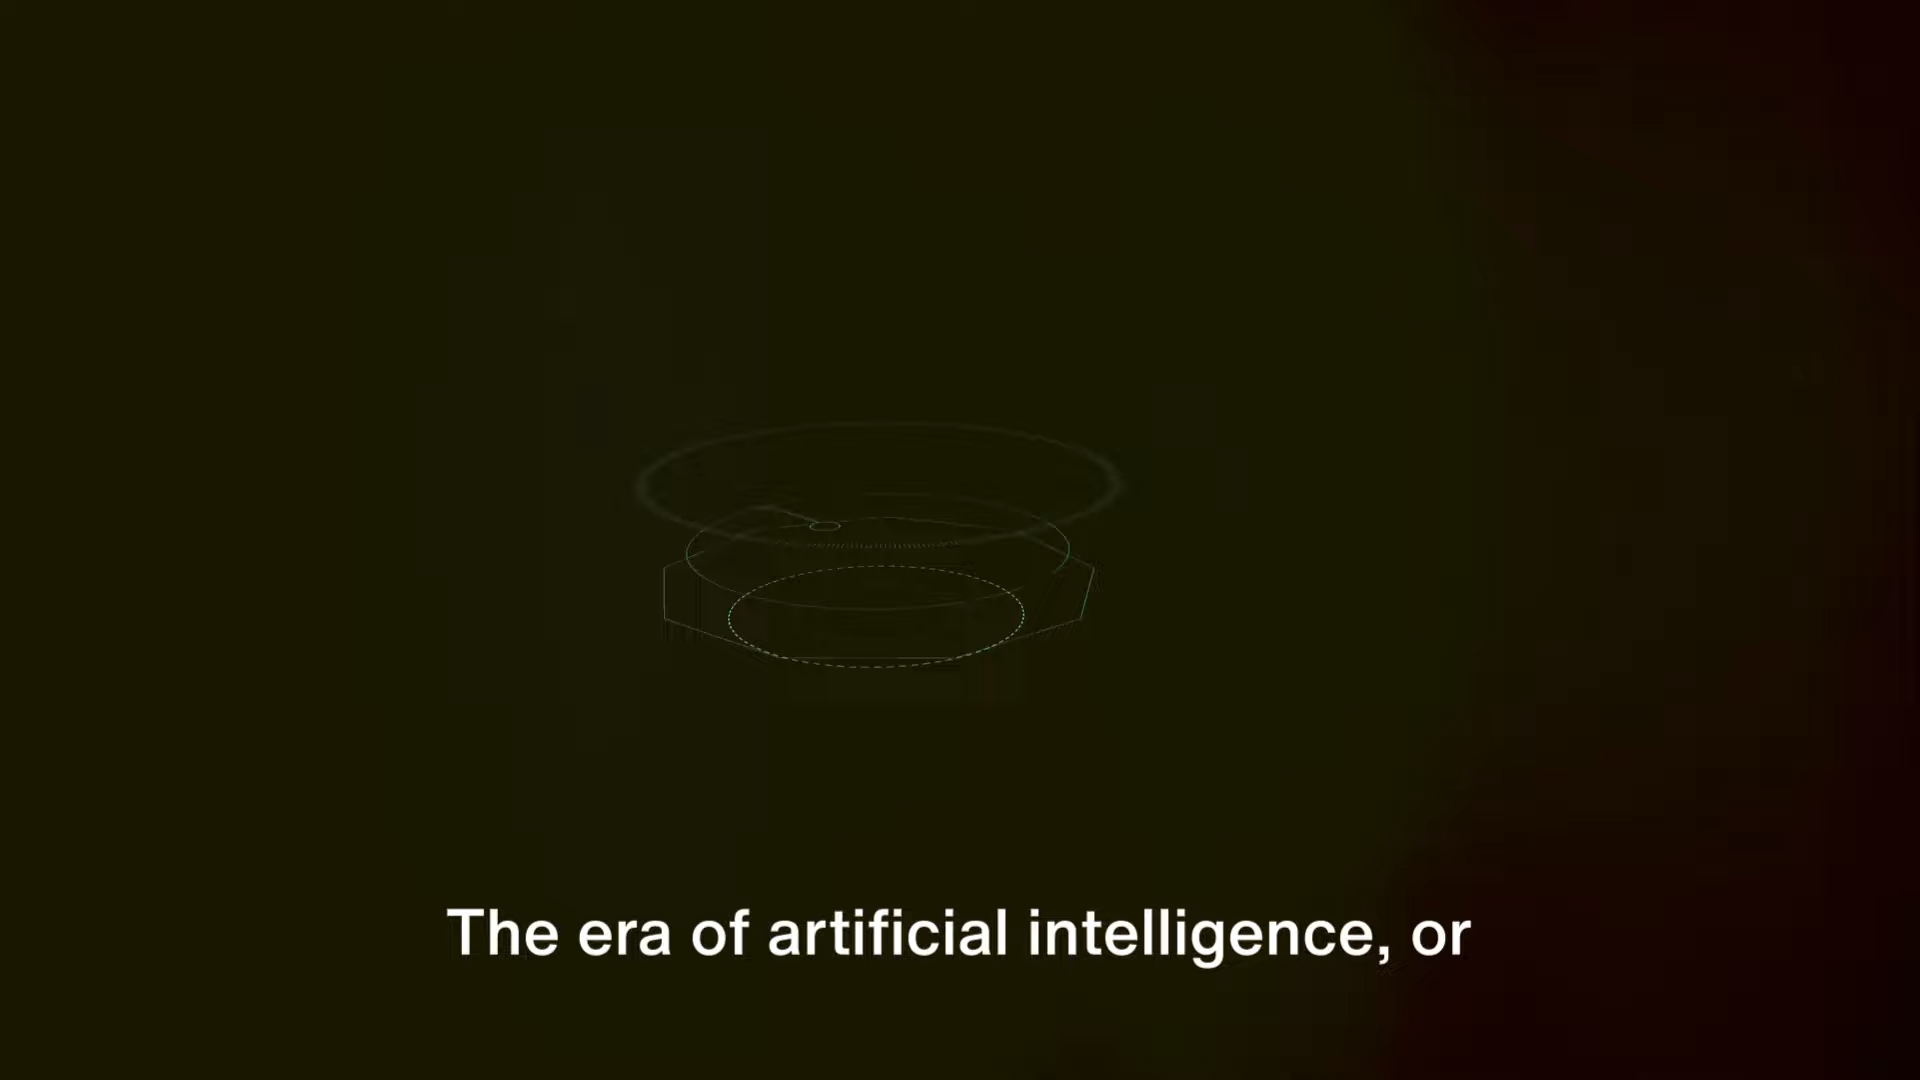 The era of artificial intelligence, or